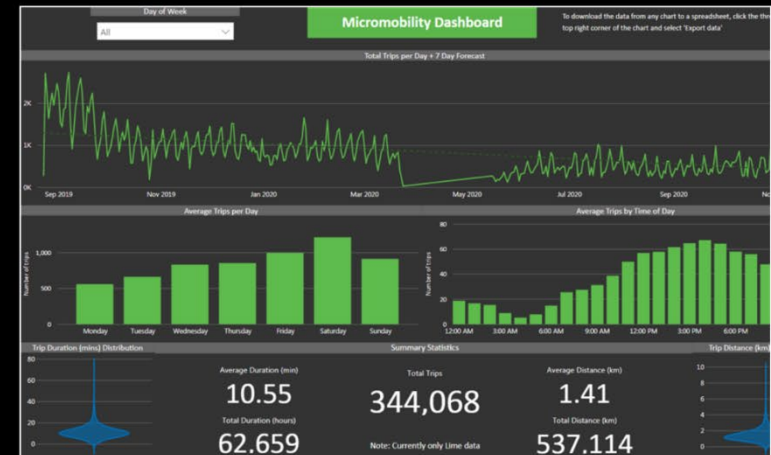 Day of Week
All
Micromobility Dashboard
To download the data from any chart to a spreadsheet, click the
top right corner of the chart and select 'Export data'
Total Trips per Day + 7 Day Forecast
2K
1K
0K
Sep 2019 Nov 2019 Jan 2020 Mar 2020 May 2020 Jul 2020 Sep 2020
Average Trips per Day
Number of trips
1,000
500
0
Monday Tuesday Wednesday Thursday Friday Saturday Sunday
Average Trips by Time of Day
Number of trips
80
60
40
20
0
12:00 AM 3:00 AM 6:00 AM 9:00 AM 12:00 PM 3:00 PM 6:00 PM
Trip Duration (mins) Distribution
80
60
40
20
0
Summary Statistics
Average Duration (min)
10.55
Total Duration (hours)
62,659
Total Trips
344,068
Note: Currently only Lime data
Average Distance (km)
1.41
Total Distance (km)
537,114
Trip Distance (km)
10
8
6
4
2
0